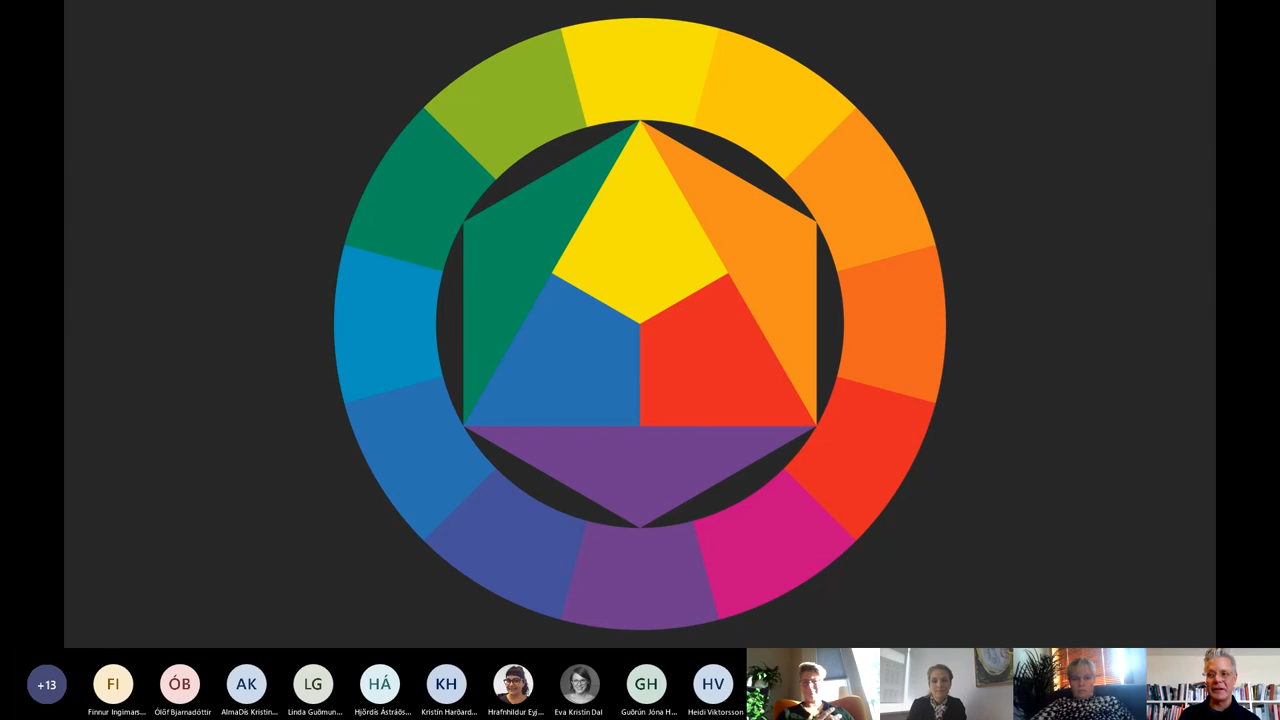 +13
FI
ÓB
AK
LG
HÁ
KH
GH
HV
Finnur Ingimars...
Ólöf Bjarnadóttir
AlmaDís Kristin...
Linda Guðmun...
Hjördís Ástráðs...
Kristín Harðard...
Hrafnhildur Eyj...
Eva Kristín Dal
Guðrún Jóna H...
Heidi Viktorsson